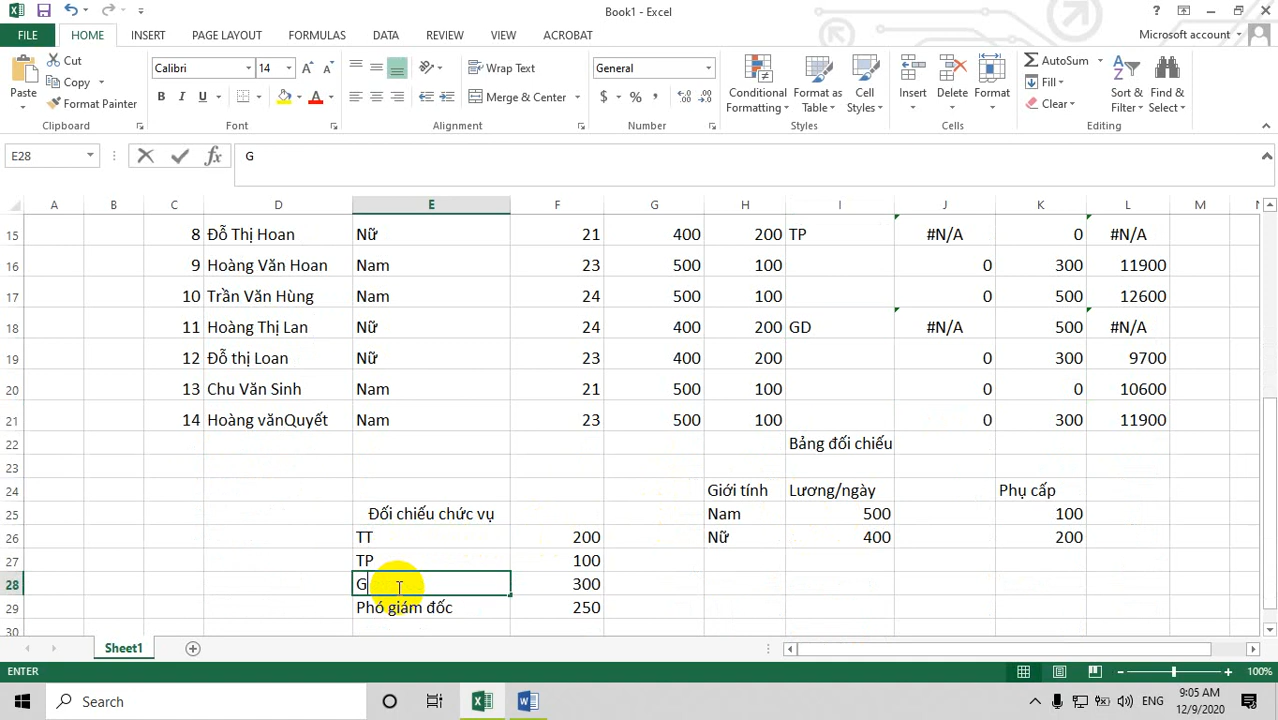 Book1 - Excel
FILE HOME INSERT PAGE LAYOUT FORMULAS DATA REVIEW VIEW ACROBAT Microsoft account
Paste Cut Copy Format Painter Clipboard
Calibri 14 B I U A Font
Wrap Text Merge & Center Alignment
General $ % , Number
Conditional Formatting Format as Table Cell Styles Styles
Insert Delete Format Cells
AutoSum Fill Clear Sort & Filter Find & Select Editing
E28 fx G
A B C D E F G H I J K L M
15 8 Đỗ Thị Hoan Nữ 21 400 200 TP #N/A 0 #N/A
16 9 Hoàng Văn Hoan Nam 23 500 100 0 300 11900
17 10 Trần Văn Hùng Nam 24 500 100 0 500 12600
18 11 Hoàng Thị Lan Nữ 24 400 200 GD #N/A 500 #N/A
19 12 Đỗ thị Loan Nữ 23 400 200 0 300 9700
20 13 Chu Văn Sinh Nam 21 500 100 0 0 10600
21 14 Hoàng vănQuyết Nam 23 500 100 0 300 11900
22 Bảng đối chiếu
23
24 Giới tính Lương/ngày Phụ cấp
25 Đối chiếu chức vụ Nam 500 100
26 TT 200 Nữ 400 200
27 TP 100
28 G 300
29 Phó giám đốc 250
30
Sheet1
ENTER 100%
Search ENG 9:05 AM
12/9/2020